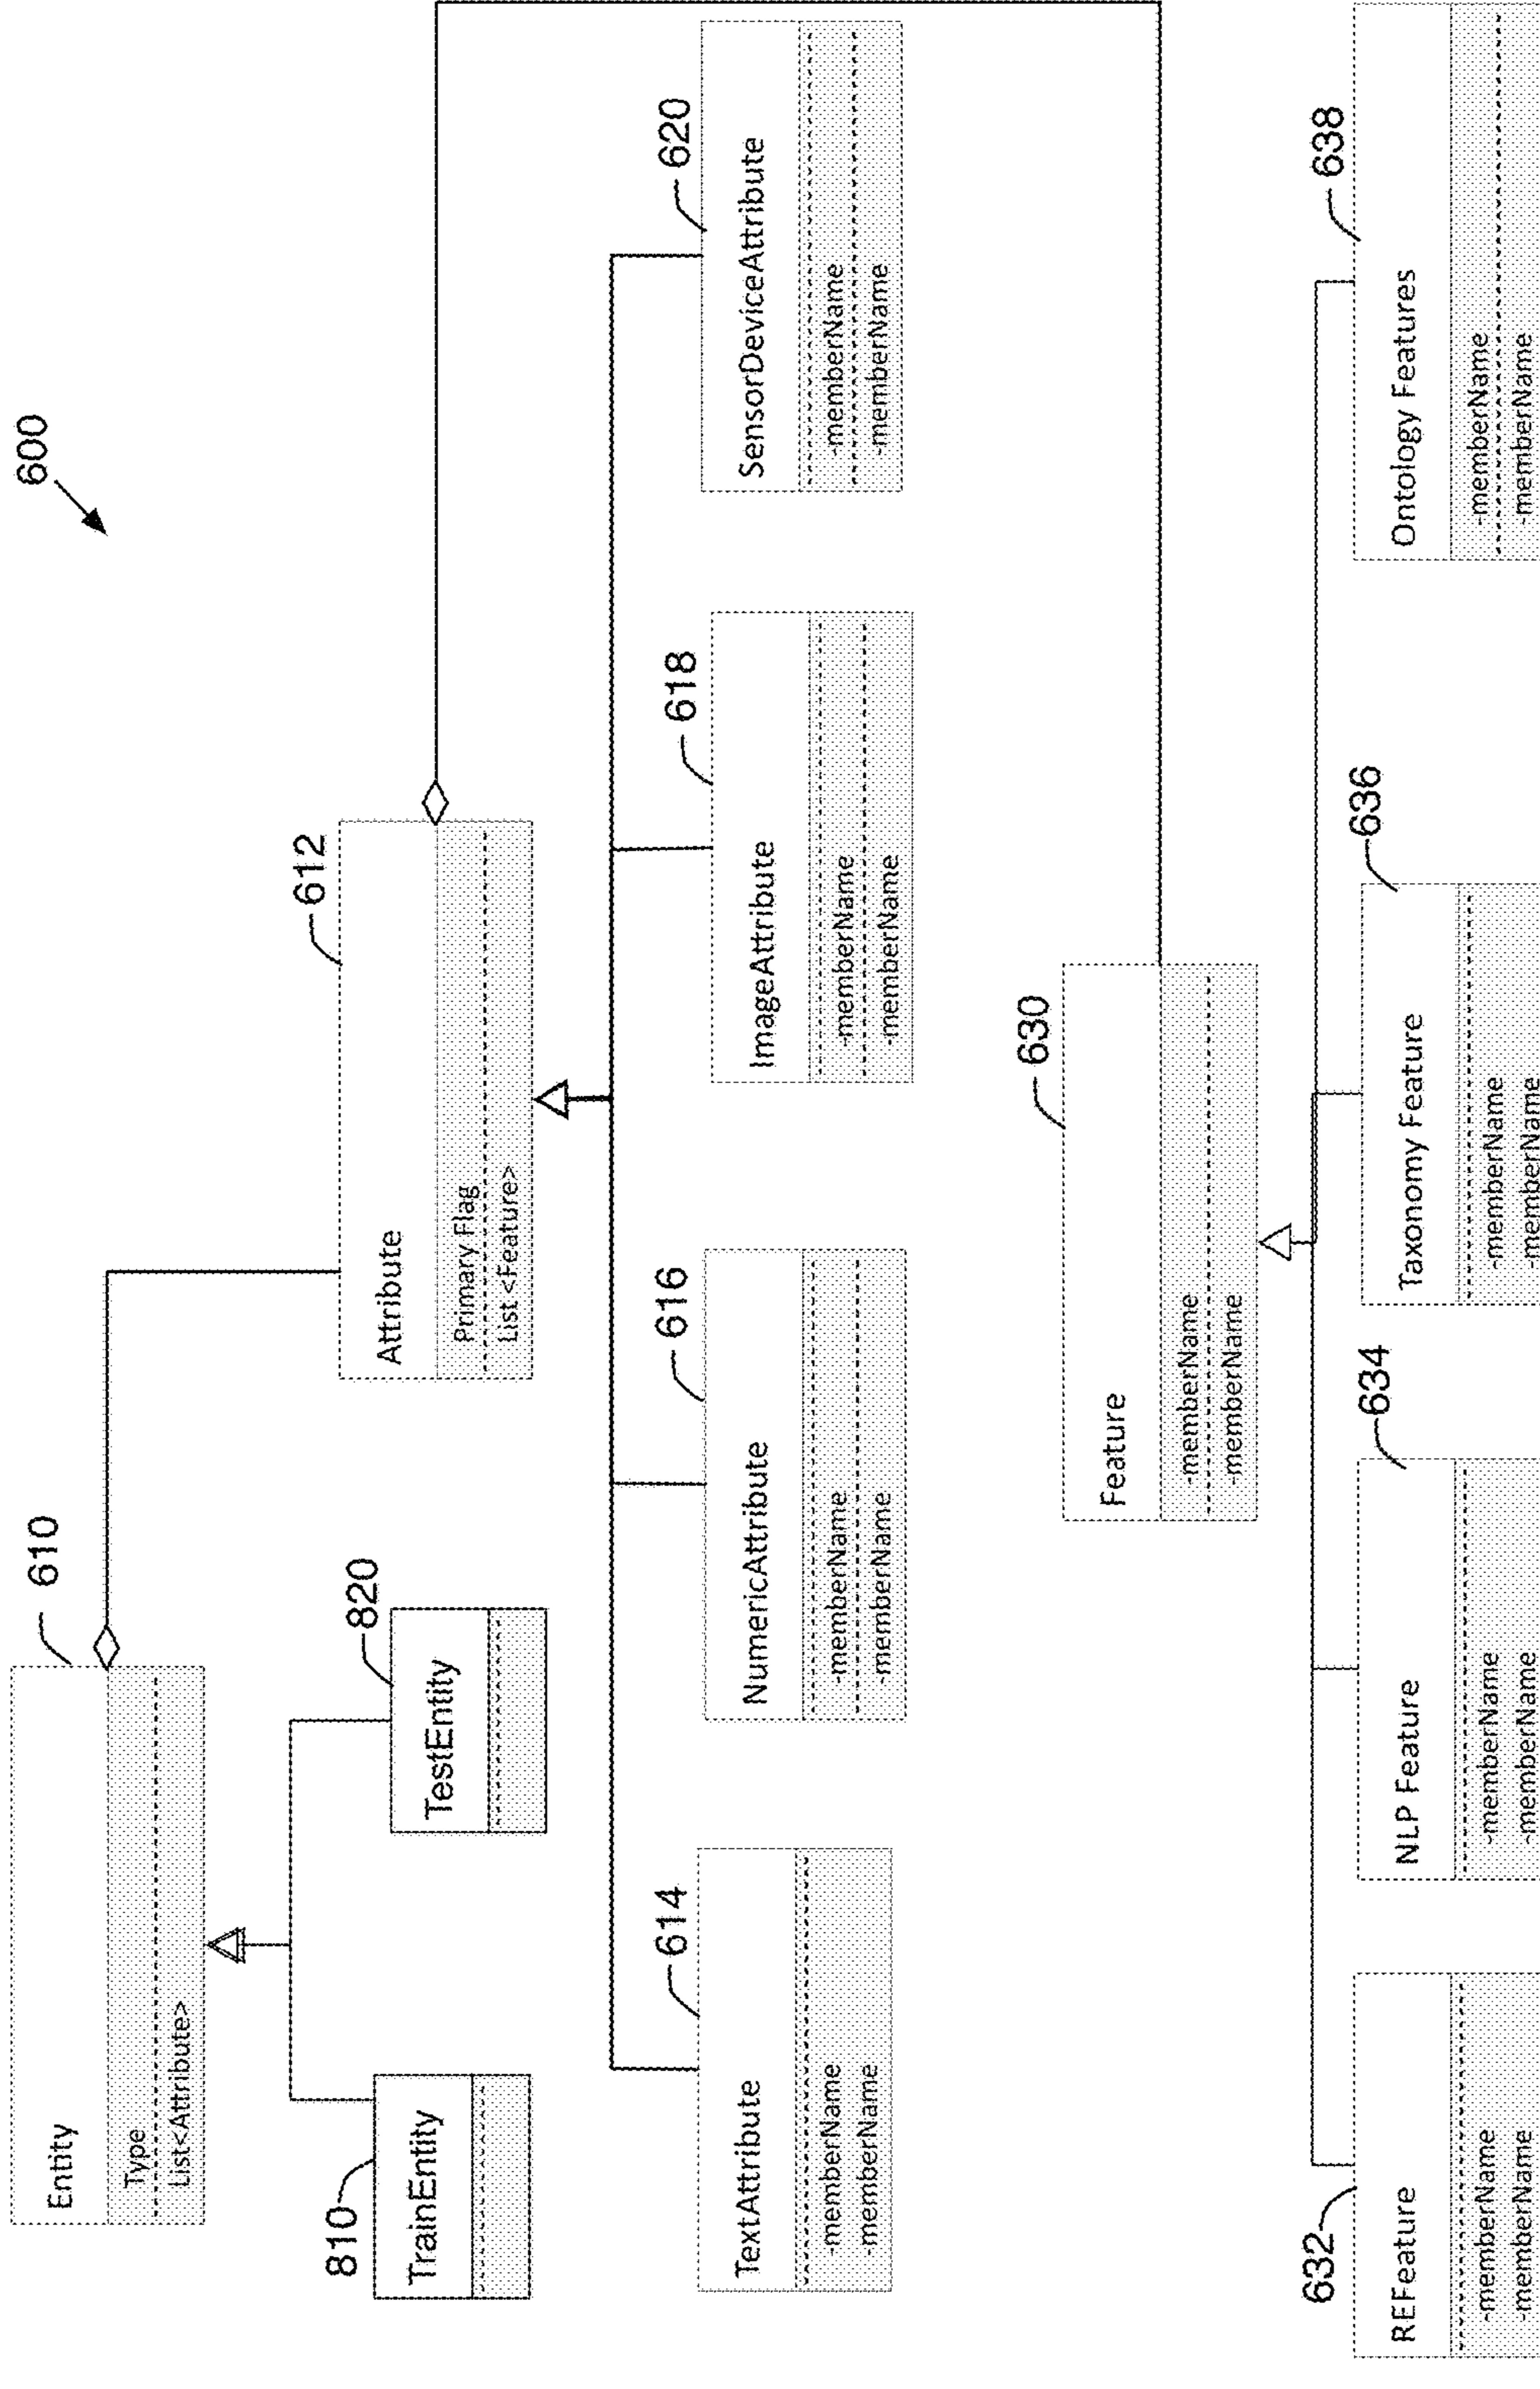 600
610
Entity
Type
List<Attribute>
810
TrainEntity
820
TestEntity
612
Attribute
Primary Flag
List <Feature>
614
TextAttribute
-memberName
-memberName
616
NumericAttribute
-memberName
-memberName
618
ImageAttribute
-memberName
-memberName
620
SensorDeviceAttribute
-memberName
-memberName
630
Feature
-memberName
-memberName
632
REFeature
-memberName
-memberName
634
NLP Feature
-memberName
-memberName
636
Taxonomy Feature
-memberName
-memberName
638
Ontology Features
-memberName
-memberName